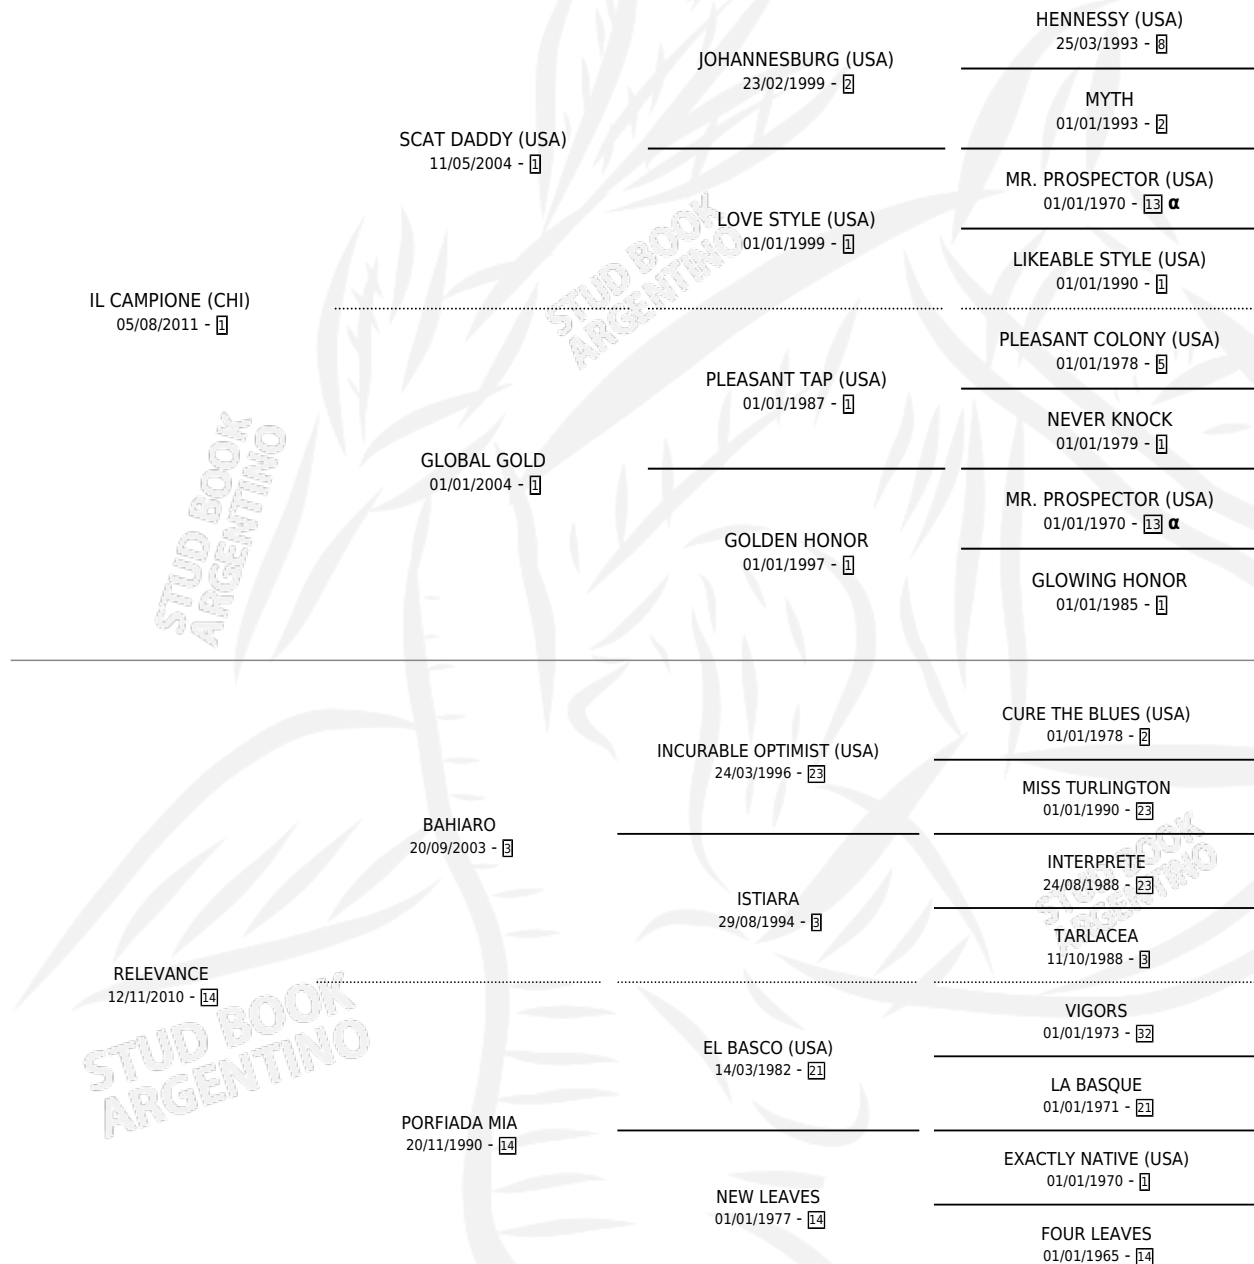 HENNESSY (USA)
25/03/1993 - 8
JOHANNESBURG (USA)
23/02/1999 - 2
MYTH
01/01/1993 - 2
SCAT DADDY (USA)
11/05/2004 - 1
MR. PROSPECTOR (USA)
01/01/1970 - 13 α
LOVE STYLE (USA)
01/01/1999 - 1
LIKEABLE STYLE (USA)
01/01/1990 - 1
IL CAMPIONE (CHI)
05/08/2011 - 1
PLEASANT COLONY (USA)
01/01/1978 - 5
PLEASANT TAP (USA)
01/01/1987 - 1
NEVER KNOCK
01/01/1979 - 1
GLOBAL GOLD
01/01/2004 - 1
MR. PROSPECTOR (USA)
01/01/1970 - 13 α
GOLDEN HONOR
01/01/1997 - 1
GLOWING HONOR
01/01/1985 - 1
STUD BOOK
ARGENTINO
STUD BOOK
ARGENTINO
CURE THE BLUES (USA)
01/01/1978 - 2
INCURABLE OPTIMIST (USA)
24/03/1996 - 23
MISS TURLINGTON
01/01/1990 - 23
BAHIARO
20/09/2003 - 3
INTERPRETE
24/08/1988 - 23
ISTIARA
29/08/1994 - 3
TARLACEA
11/10/1988 - 3
RELEVANCE
12/11/2010 - 14
VIGORS
01/01/1973 - 32
EL BASCO (USA)
14/03/1982 - 21
LA BASQUE
01/01/1971 - 21
PORFIADA MIA
20/11/1990 - 14
EXACTLY NATIVE (USA)
01/01/1970 - 1
NEW LEAVES
01/01/1977 - 14
FOUR LEAVES
01/01/1965 - 14
STUD BOOK
ARGENTINO
STUD BOOK
ARGENTINO